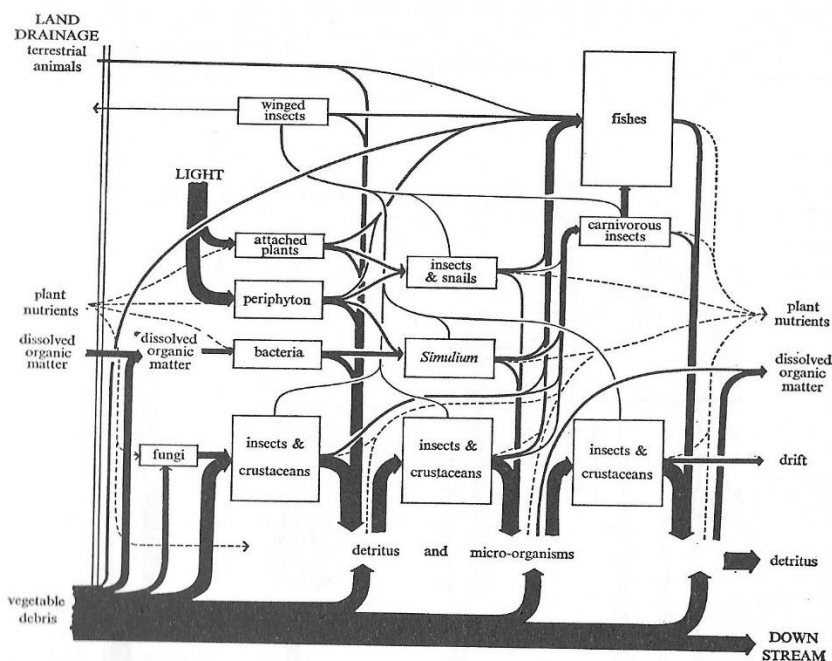 LAND
DRAINAGE
terrestrial
animals
winged
insects
fishes
LIGHT
attached
plants
carnivorous
insects
insects
& snails
plant
nutrients
periphyton
plant
nutrients
dissolved
organic
matter
dissolved
organic
matter
bacteria
Simulium
dissolved
organic
matter
fungi
insects &
crustaceans
insects &
crustaceans
insects &
crustaceans
drift
detritus and micro-organisms
detritus
vegetable
debris
DOWN
STREAM